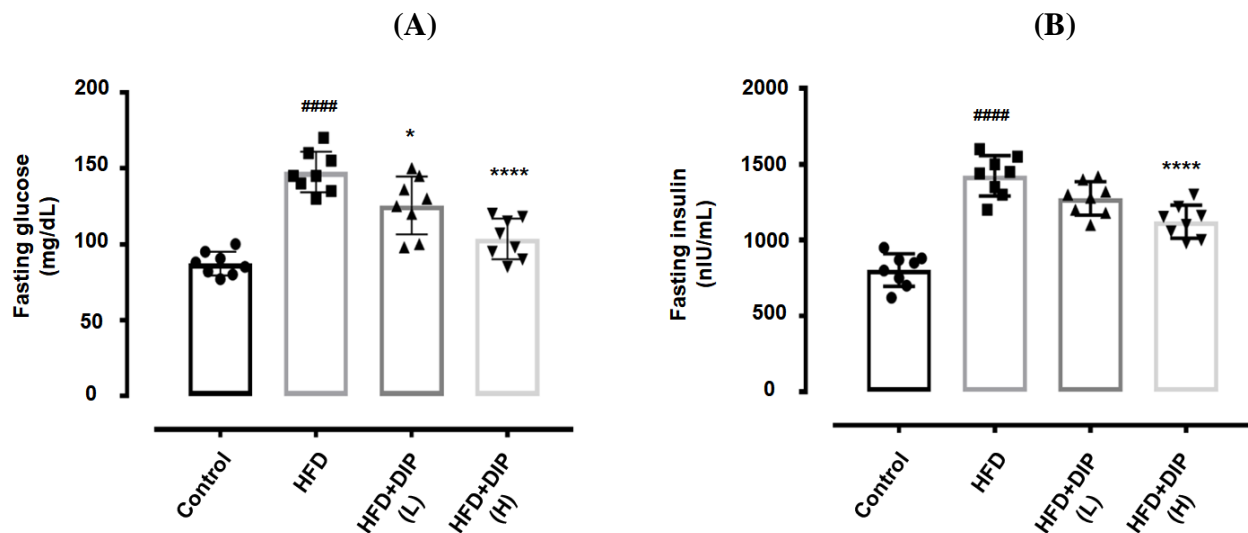 (A)
Fasting glucose
(mg/dL)
200
150
100
50
0
####
*
****
Control
HFD
HFD+DIP
(L)
HFD+DIP
(H)
(B)
Fasting insulin
(nIU/mL)
2000
1500
1000
500
0
####
****
Control
HFD
HFD+DIP
(L)
HFD+DIP
(H)